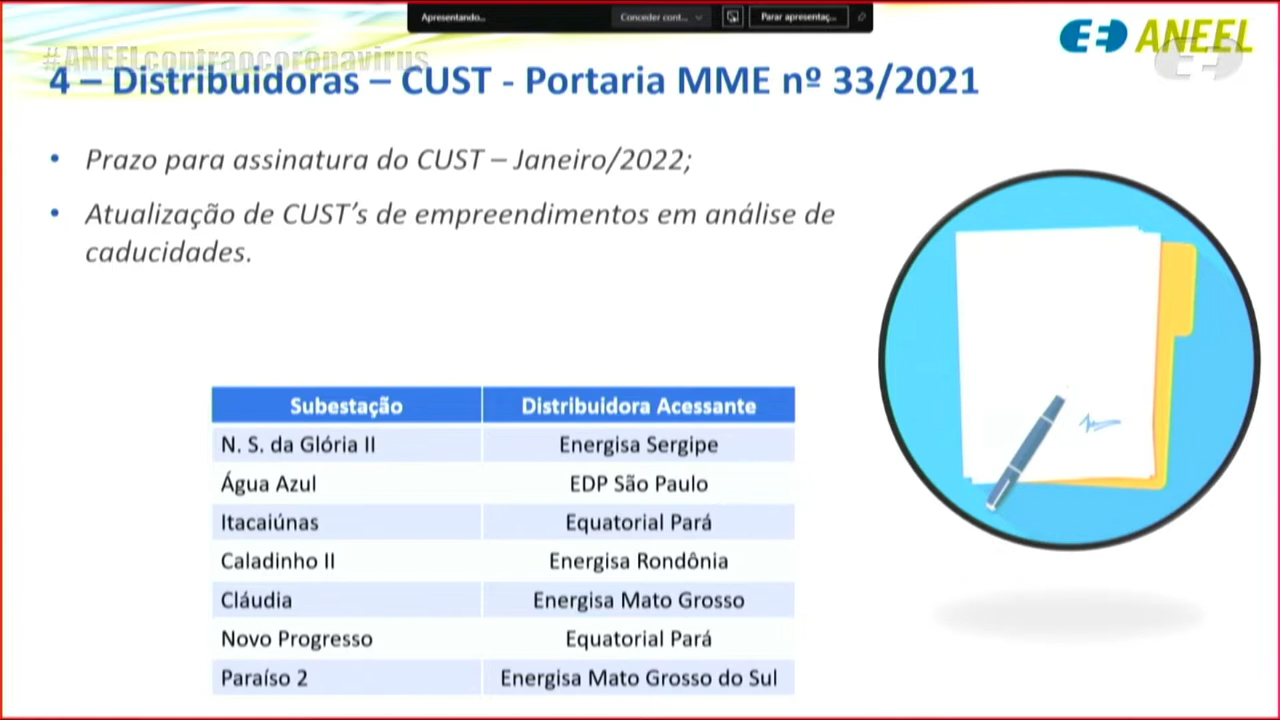 Apresentando...
Conceder cont...
Parar apresentaç...
ANEEL
#ANEELcontraocoronavirus
4 – Distribuidoras – CUST - Portaria MME nº 33/2021
• Prazo para assinatura do CUST – Janeiro/2022;
• Atualização de CUST’s de empreendimentos em análise de
caducidades.
Subestação Distribuidora Acessante
N. S. da Glória II Energisa Sergipe
Água Azul EDP São Paulo
Itacaiúnas Equatorial Pará
Caladinho II Energisa Rondônia
Cláudia Energisa Mato Grosso
Novo Progresso Equatorial Pará
Paraíso 2 Energisa Mato Grosso do Sul